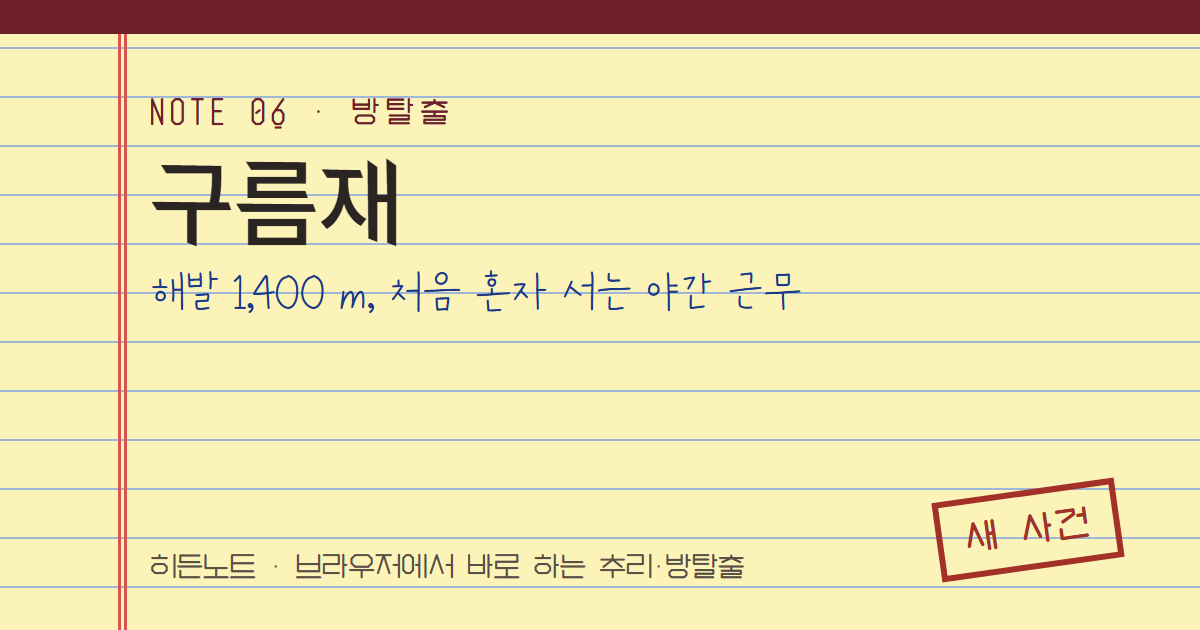 NOTE 06 · 방탈출
구름재
해발 1,400 m, 처음 혼자 서는 야간 근무
새 사건
히든노트 · 브라우저에서 바로 하는 추리·방탈출